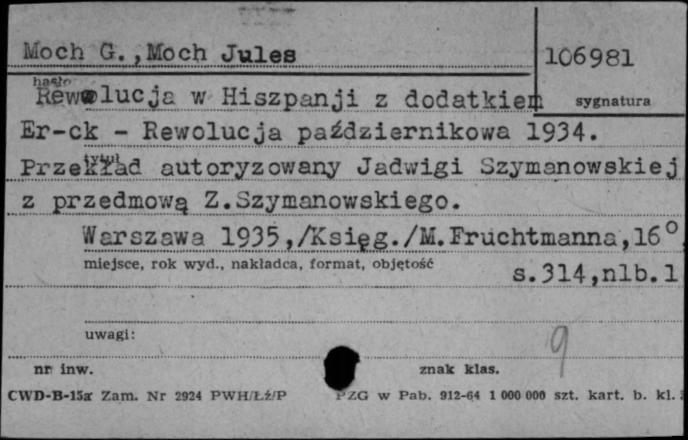 Moch G.,Moch Jules
106981
hasło
Rewolucja w Hiszpanji z dodatkiem
sygnatura
Er-ck - Rewolucja październikowa 1934.
tytuł
Przekład autoryzowany Jadwigi Szymanowskiej
z przedmową Z.Szymanowskiego.
Warszawa 1935,/Księg./M.Fruchtmanna,16°.
miejsce, rok wyd., nakładca, format, objętość
s.314,nlb.1
uwagi:
9
nr inw.
znak klas.
CWD-B-15a Zam. Nr 2924 PWH/Łż/P PZG w Pab. 912-64 1 000 000 szt. kart. b. kl.